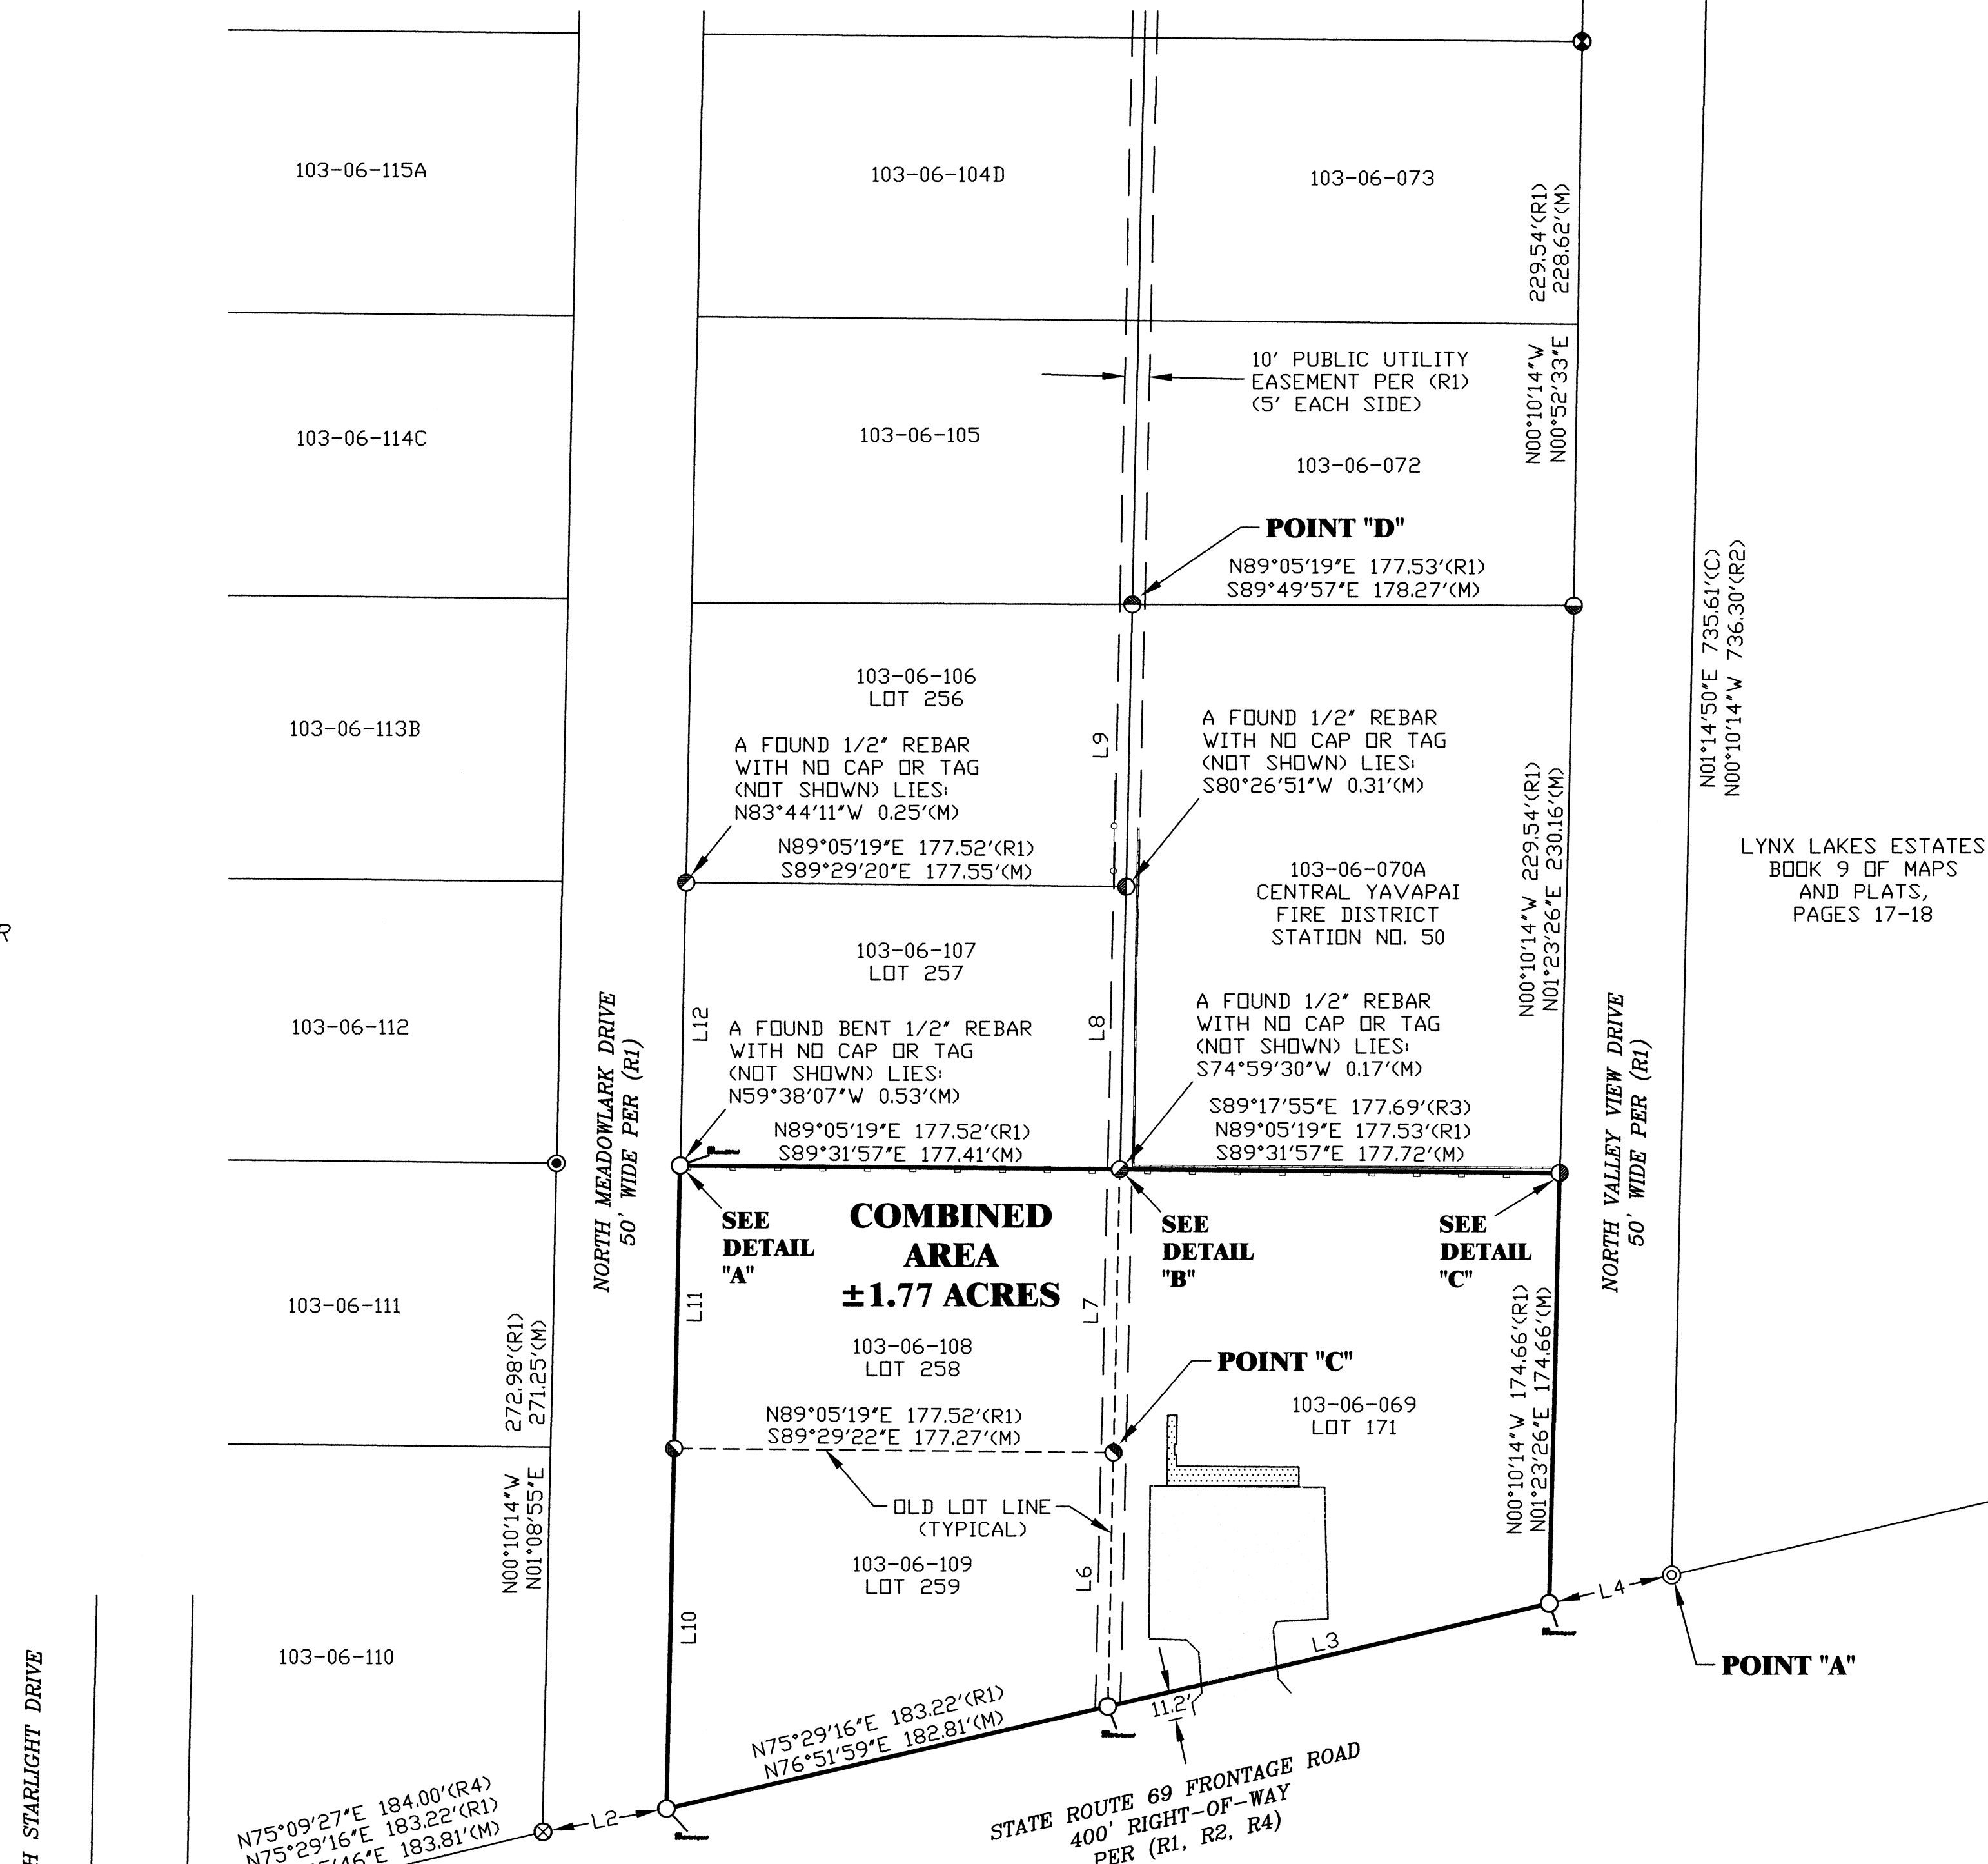 103-06-115A
103-06-104D
103-06-073
229.54'(R1)
228.62'(M)
N00°10'14"W
N00°52'33"E
10' PUBLIC UTILITY
EASEMENT PER (R1)
(5' EACH SIDE)
103-06-114C
103-06-105
103-06-072
POINT "D"
N89°05'19"E 177.53'(R1)
S89°49'57"E 178.27'(M)
N01°14'50"E 735.61'(C)
N00°10'14"W 736.30'(R2)
103-06-113B
103-06-106
LOT 256
L9
A FOUND 1/2" REBAR
WITH NO CAP OR TAG
(NOT SHOWN) LIES:
N83°44'11"W 0.25'(M)
A FOUND 1/2" REBAR
WITH NO CAP OR TAG
(NOT SHOWN) LIES:
S80°26'51"W 0.31'(M)
N89°05'19"E 177.52'(R1)
S89°29'20"E 177.55'(M)
103-06-070A
CENTRAL YAVAPAI
FIRE DISTRICT
STATION NO. 50
N00°10'14"W 229.54'(R1)
N01°23'26"E 230.16'(M)
LYNX LAKES ESTATES
BOOK 9 OF MAPS
AND PLATS,
PAGES 17-18
R
103-06-112
NORTH MEADOWLARK DRIVE
50' WIDE PER (R1)
103-06-107
LOT 257
L12
L8
A FOUND BENT 1/2" REBAR
WITH NO CAP OR TAG
(NOT SHOWN) LIES:
N59°38'07"W 0.53'(M)
A FOUND 1/2" REBAR
WITH NO CAP OR TAG
(NOT SHOWN) LIES:
S74°59'30"W 0.17'(M)
N89°05'19"E 177.52'(R1)
S89°31'57"E 177.41'(M)
S89°17'55"E 177.69'(R3)
N89°05'19"E 177.53'(R1)
S89°31'57"E 177.72'(M)
NORTH VALLEY VIEW DRIVE
50' WIDE PER (R1)
SEE
DETAIL
"A"
COMBINED
AREA
±1.77 ACRES
SEE
DETAIL
"B"
SEE
DETAIL
"C"
103-06-111
272.98'(R1)
271.25'(M)
N00°10'14"W
N01°08'55"E
L11
L7
103-06-108
LOT 258
POINT "C"
N00°10'14"W 174.66'(R1)
N01°23'26"E 174.66'(M)
N89°05'19"E 177.52'(R1)
S89°29'22"E 177.27'(M)
103-06-069
LOT 171
OLD LOT LINE
(TYPICAL)
103-06-109
LOT 259
L6
L10
L4
L3
POINT "A"
103-06-110
H STARLIGHT DRIVE
N75°29'16"E 183.22'(R1)
N76°51'59"E 182.81'(M)
11.2'
L2
N75°09'27"E 184.00'(R4)
N75°29'16"E 183.22'(R1)
'46"E 183.81'(M)
STATE ROUTE 69 FRONTAGE ROAD
400' RIGHT-OF-WAY
PER (R1, R2, R4)